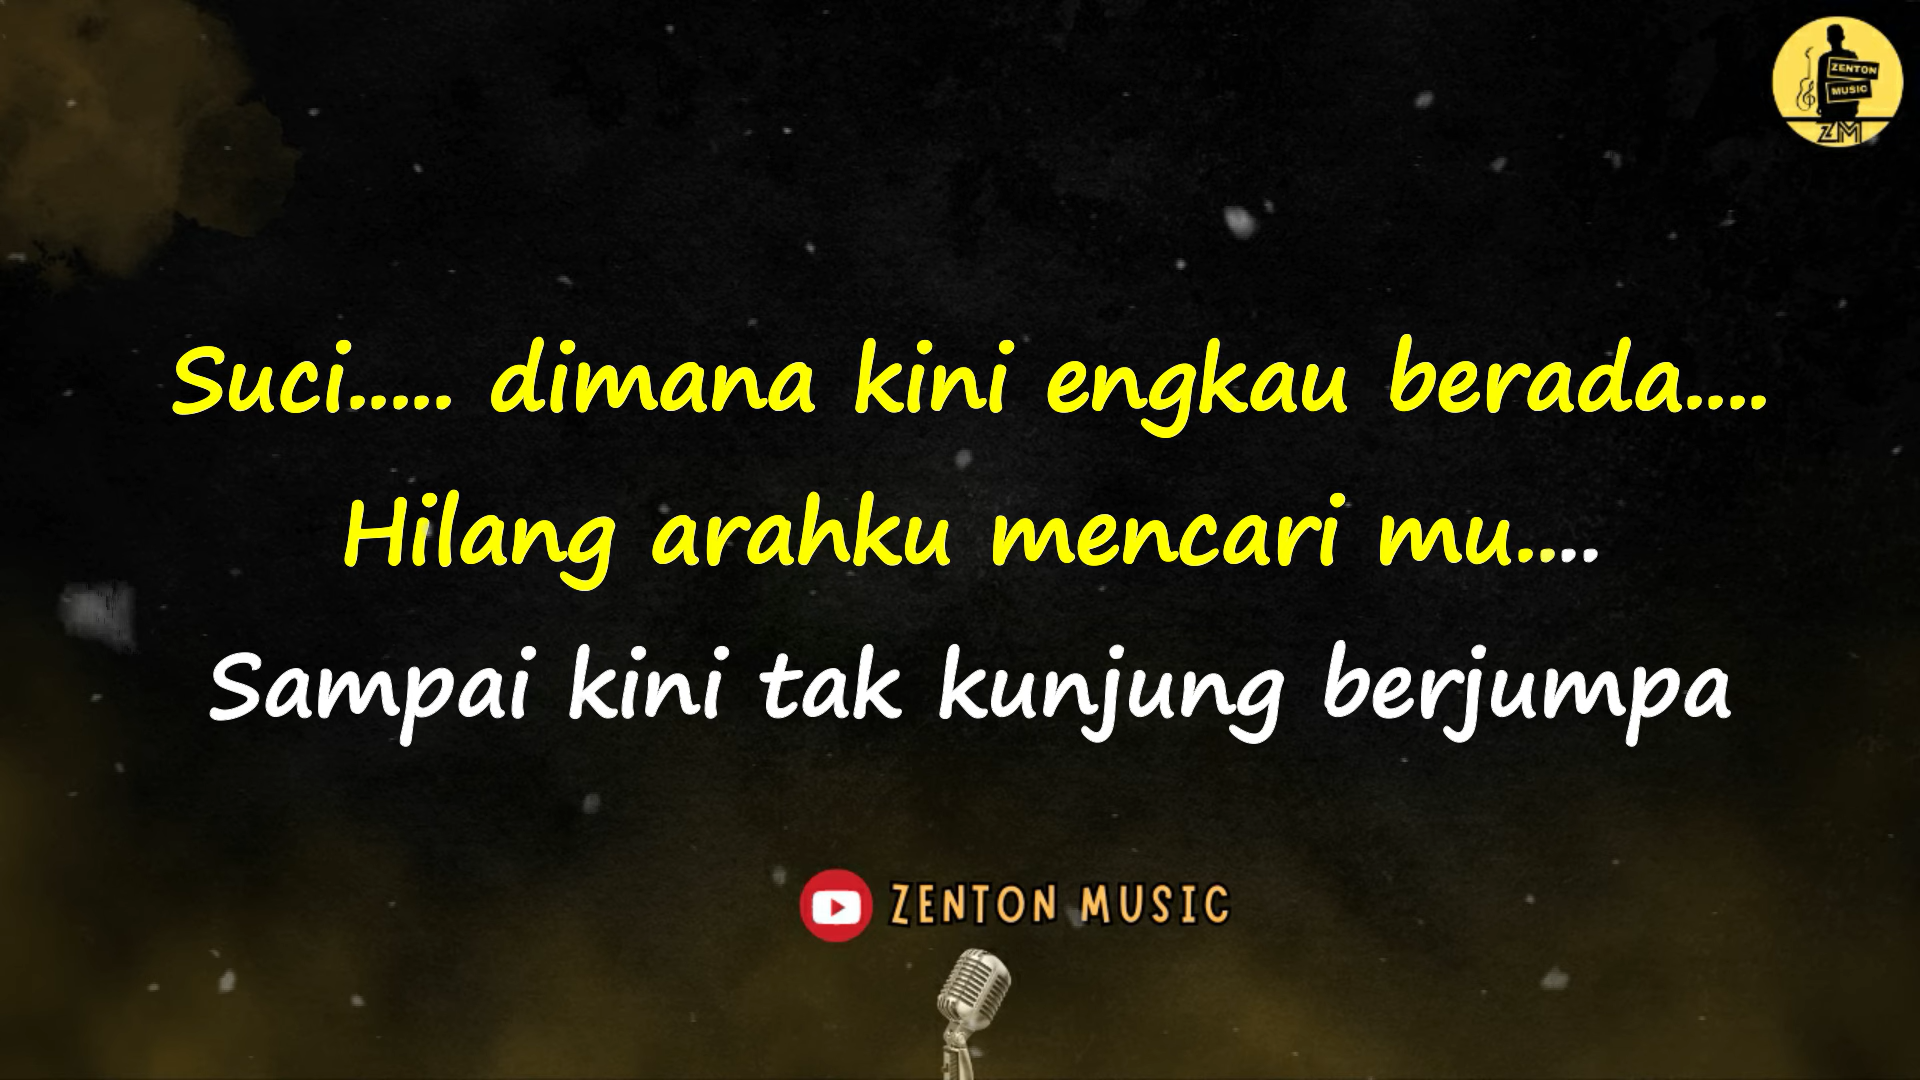 ZENTON
MUSIC
ZM
Suci..... dimana kini engkau berada....
Hilang arahku mencari mu....
Sampai kini tak kunjung berjumpa
ZENTON MUSIC